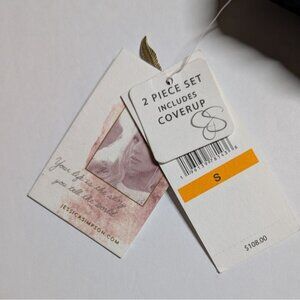 2 PIECE SET
INCLUDES
COVERUP
Your life is the story
you tell the world
JESSICASIMPSON.COM
S
$108.00